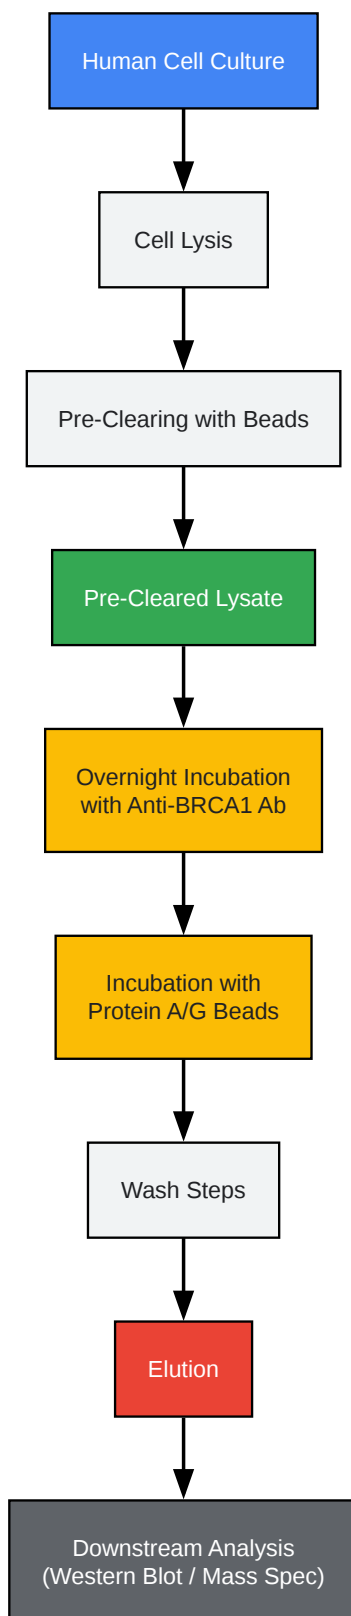 Human Cell Culture
Cell Lysis
Pre-Clearing with Beads
Pre-Cleared Lysate
Overnight Incubation
with Anti-BRCA1 Ab
Incubation with
Protein A/G Beads
Wash Steps
Elution
Downstream Analysis
(Western Blot / Mass Spec)